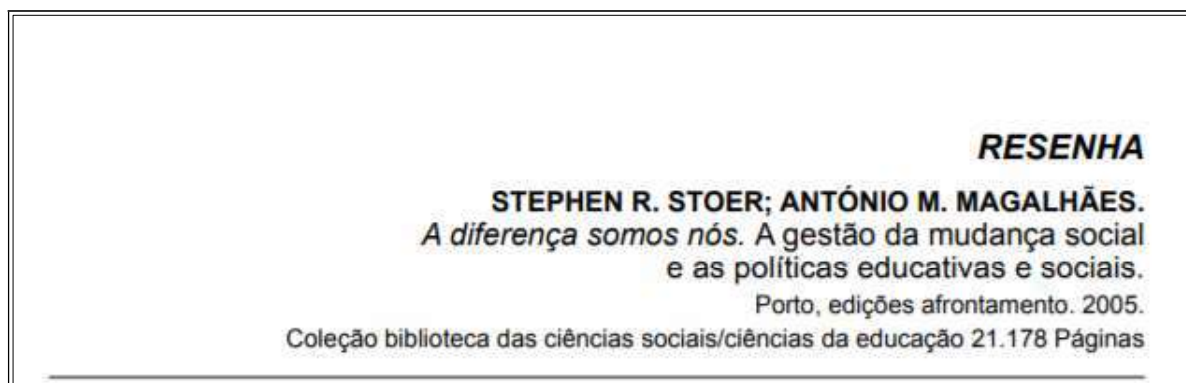 RESENHA
STEPHEN R. STOER; ANTÓNIO M. MAGALHÃES.
A diferença somos nós. A gestão da mudança social
e as políticas educativas e sociais.
Porto, edições afrontamento. 2005.
Coleção biblioteca das ciências sociais/ciências da educação 21.178 Páginas